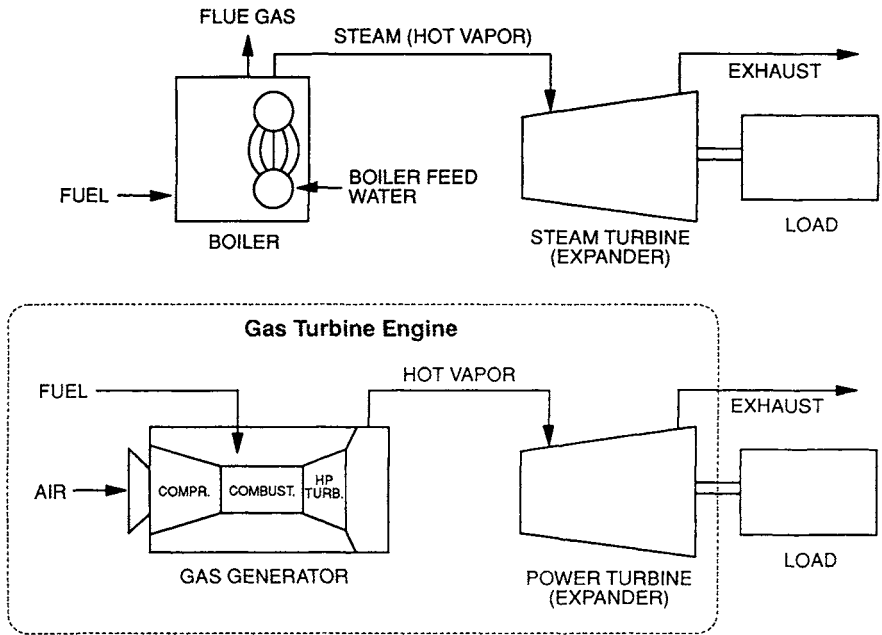 FLUE GAS
STEAM (HOT VAPOR)
EXHAUST
FUEL
BOILER FEED
WATER
BOILER
STEAM TURBINE
(EXPANDER)
LOAD
Gas Turbine Engine
FUEL
HOT VAPOR
EXHAUST
AIR
COMPR.
COMBUST.
HP
TURB.
GAS GENERATOR
POWER TURBINE
(EXPANDER)
LOAD